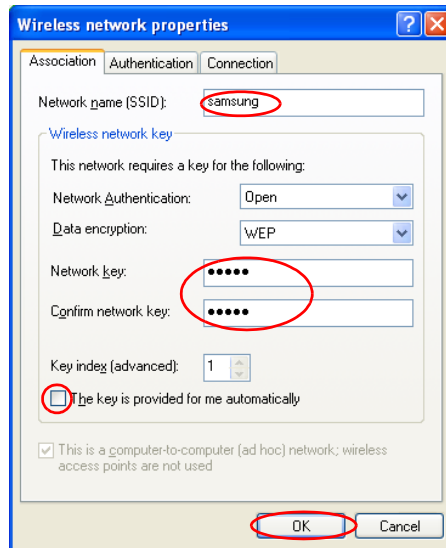 Wireless network properties
Association Authentication Connection
Network name (SSID): samsung
Wireless network key
This network requires a key for the following:
Network Authentication: Open
Data encryption: WEP
Network key: •••••
Confirm network key: •••••
Key index (advanced): 1
The key is provided for me automatically
This is a computer-to-computer (ad hoc) network; wireless
access points are not used
OK Cancel